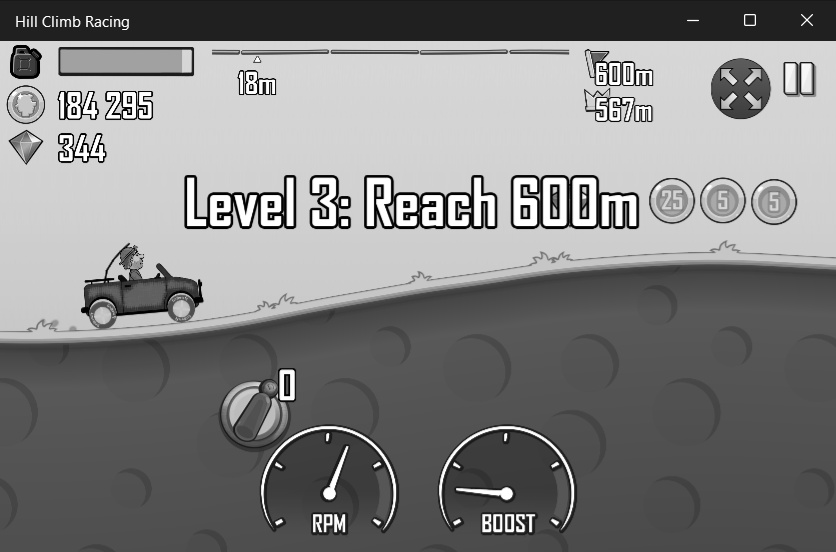 Hill Climb Racing
18m
600m
567m
184 295
344
Level 3: Reach 600m
25 5 5
0
RPM
BOOST